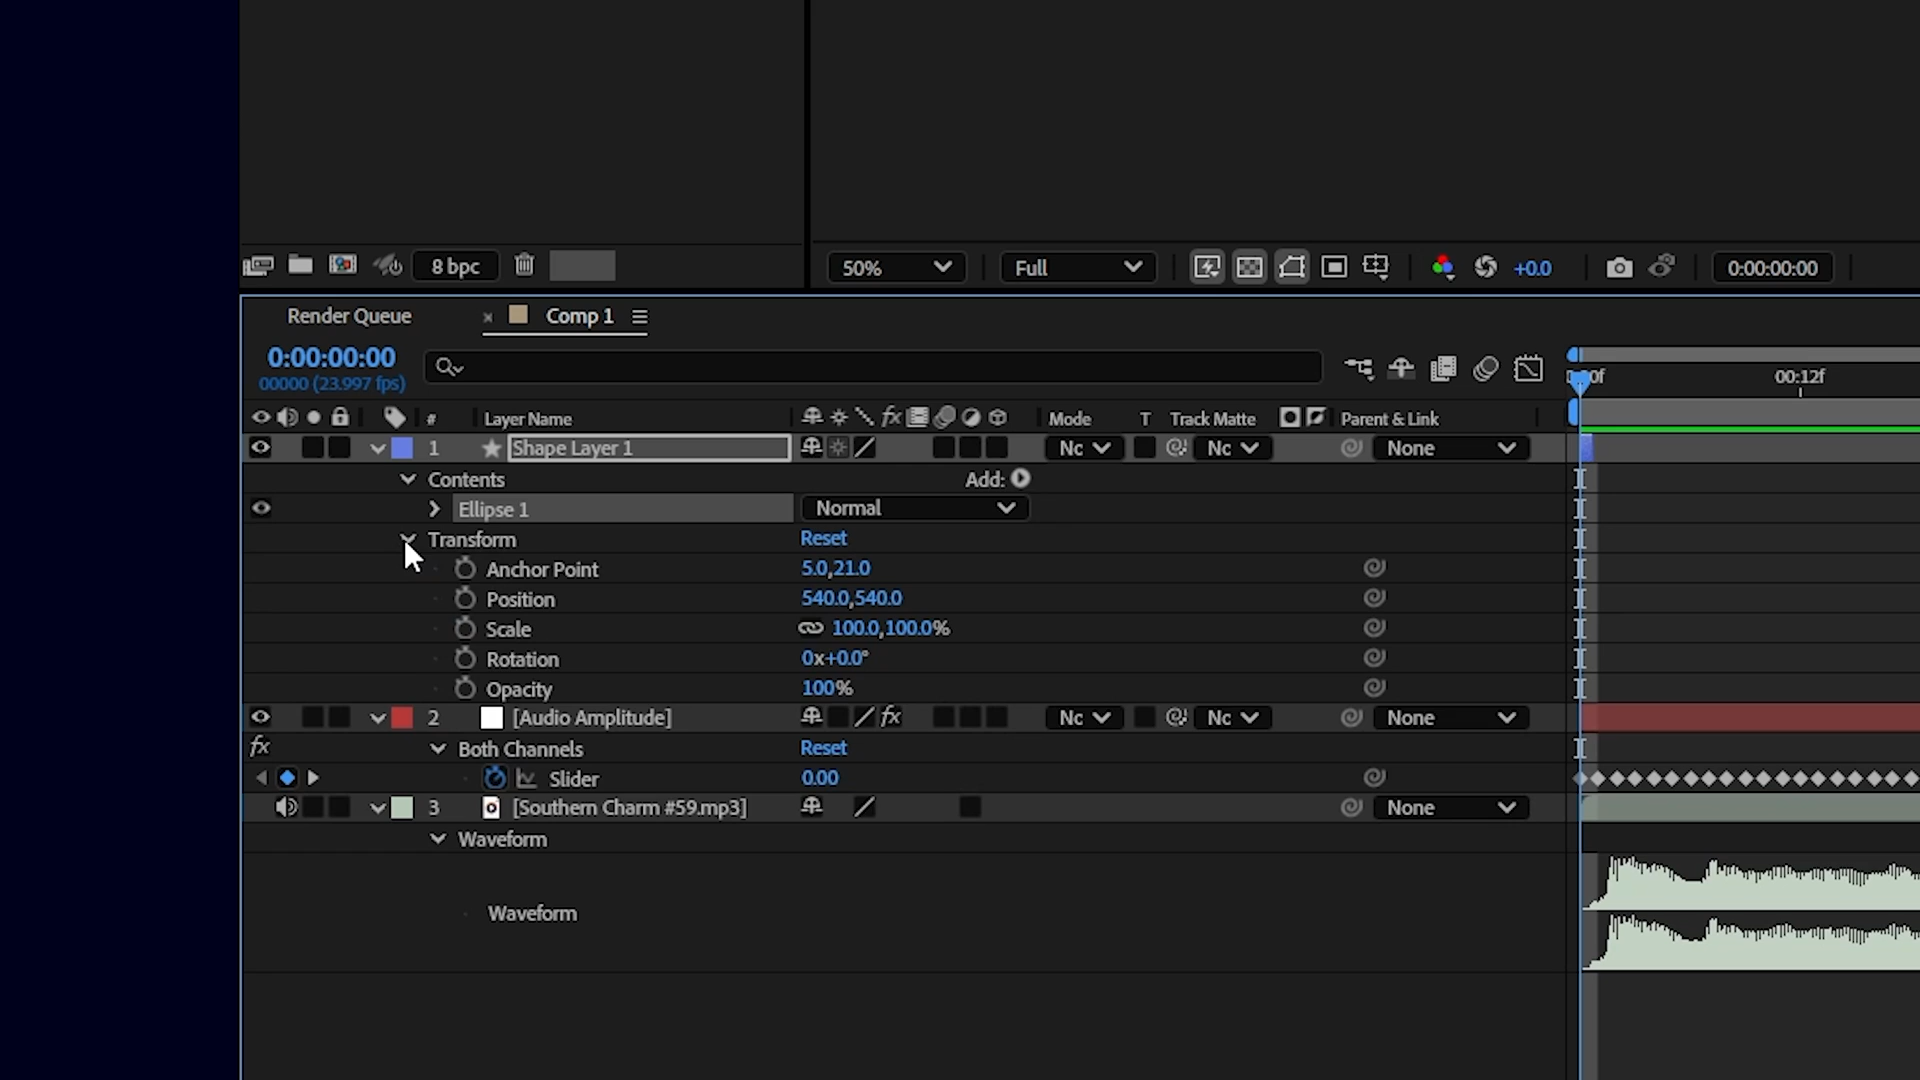 8 bpc
50% Full +0.0 0:00:00:00
Render Queue × Comp 1
0:00:00:00
00000 (23.997 fps)
00:12f
# Layer Name fx Mode T Track Matte Parent & Link
1 Shape Layer 1 Nc Nc None
Contents Add:
Ellipse 1 Normal
Transform Reset
Anchor Point 5.0,21.0
Position 540.0,540.0
Scale 100.0,100.0%
Rotation 0x+0.0°
Opacity 100%
2 [Audio Amplitude] fx Nc Nc None
fx Both Channels Reset
Slider 0.00
3 [Southern Charm #59.mp3] None
Waveform
Waveform